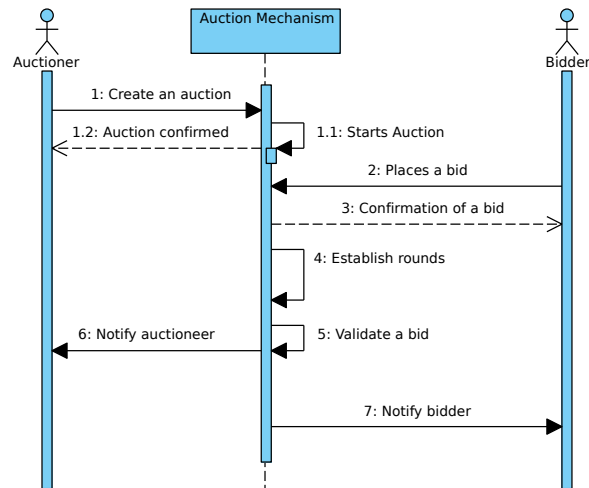 Auction Mechanism
Auctioner
Bidder
1: Create an auction
1.2: Auction confirmed
1.1: Starts Auction
2: Places a bid
3: Confirmation of a bid
4: Establish rounds
6: Notify auctioneer
5: Validate a bid
7: Notify bidder